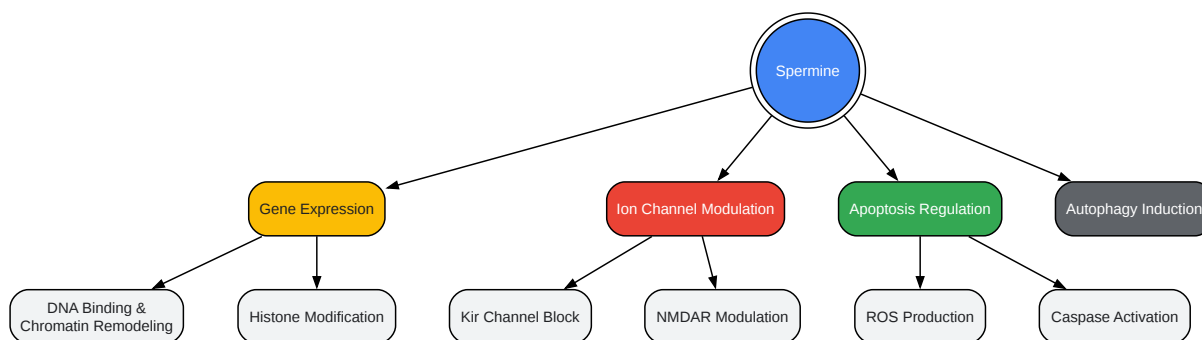 Spermine
Gene Expression
Ion Channel Modulation
Apoptosis Regulation
Autophagy Induction
DNA Binding &
Chromatin Remodeling
Histone Modification
Kir Channel Block
NMDAR Modulation
ROS Production
Caspase Activation